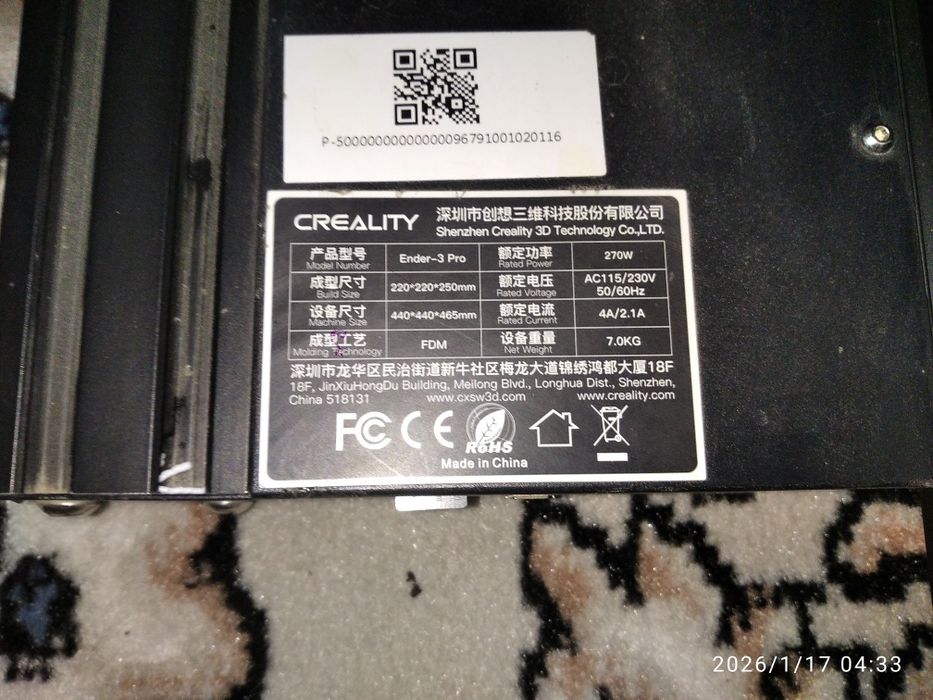 P-5000000000000096791001020116
CREALITY 深圳市创想三维科技股份有限公司
Shenzhen Creality 3D Technology Co.,LTD.
产品型号 Ender-3 Pro 额定功率 270W
Model Number Rated Power
成型尺寸 220*220*250mm 额定电压 AC115/230V
Build Size Rated Voltage 50/60Hz
设备尺寸 440*440*465mm 额定电流 4A/2.1A
Machine Size Rated Current
成型工艺 FDM 设备重量 7.0KG
Molding Technology Net Weight
深圳市龙华区民治街道新牛社区梅龙大道锦绣鸿都大厦18F
18F, JinXiuHongDu Building, Meilong Blvd., Longhua Dist., Shenzhen,
China 518131 www.cxsw3d.com www.creality.com
FC CE RoHS
Made in China
2026/1/17 04:33